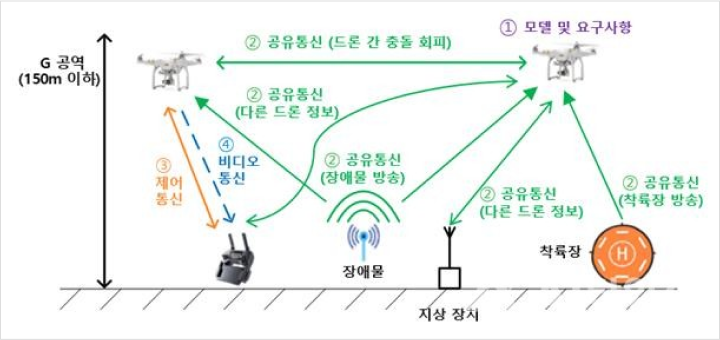 ① 모델 및 요구사항
② 공유통신 (드론 간 충돌 회피)
G 공역
(150m 이하)
② 공유통신
(다른 드론 정보)
④
비디오
통신
③
제어
통신
② 공유통신
(장애물 방송)
② 공유통신
(다른 드론 정보)
② 공유통신
(착륙장 방송)
장애물
착륙장
H
지상 장치